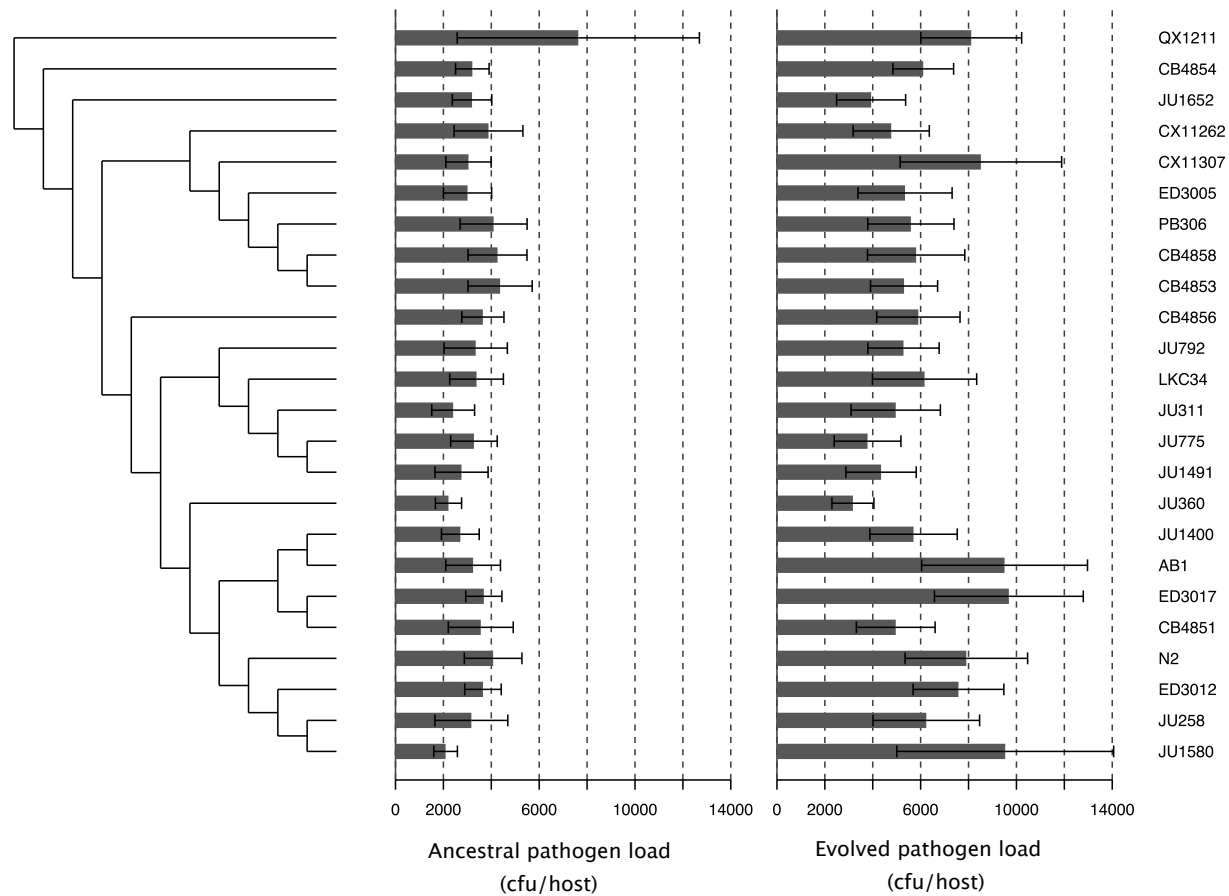 QX1211
CB4854
JU1652
CX11262
CX11307
ED3005
PB306
CB4858
CB4853
CB4856
JU792
LKC34
JU311
JU775
JU1491
JU360
JU1400
AB1
ED3017
CB4851
N2
ED3012
JU258
JU1580
0 2000 6000 10000 14000 0 2000 6000 10000 14000
Ancestral pathogen load
(cfu/host)
Evolved pathogen load
(cfu/host)